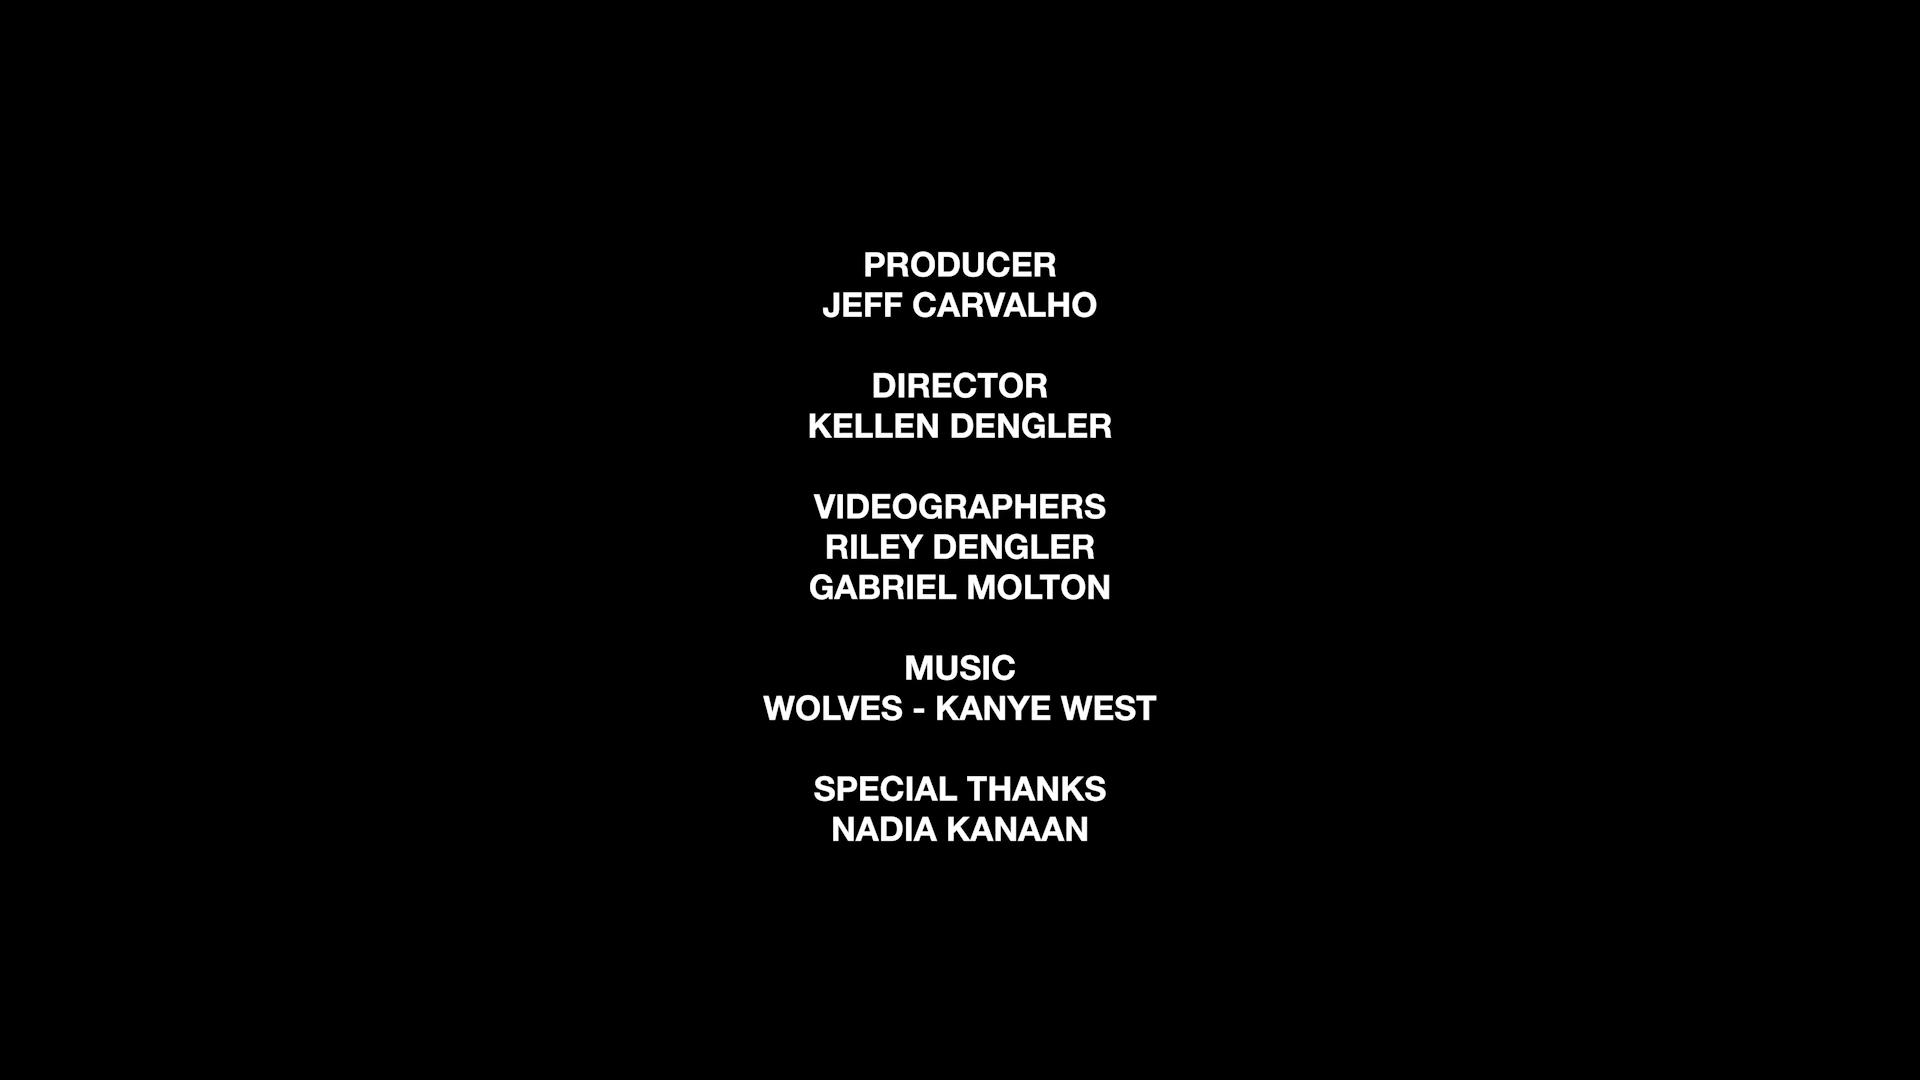 PRODUCER
JEFF CARVALHO
DIRECTOR
KELLEN DENGLER
VIDEOGRAPHERS
RILEY DENGLER
GABRIEL MOLTON
MUSIC
WOLVES - KANYE WEST
SPECIAL THANKS
NADIA KANAAN